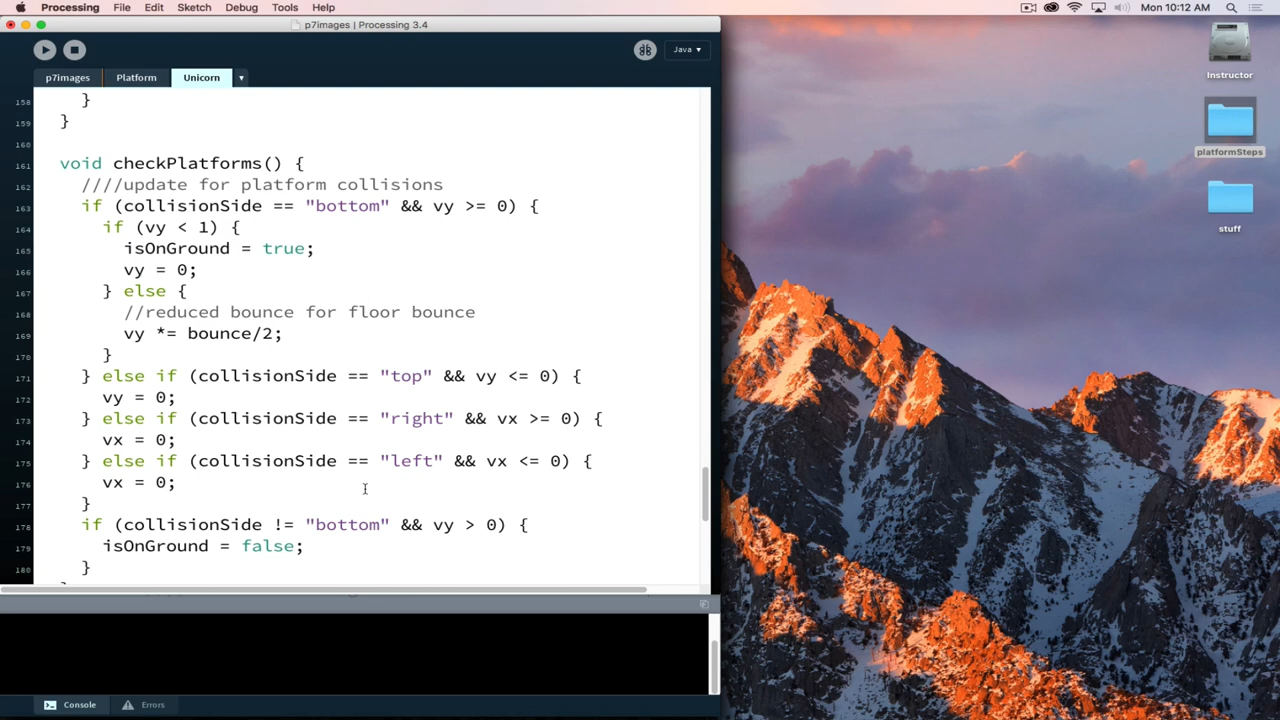 Processing File Edit Sketch Debug Tools Help Mon 10:12 AM
p7images | Processing 3.4
Java ▾
p7images Platform Unicorn ▾
158 }
159 }
160
161 void checkPlatforms() {
162 ////update for platform collisions
163 if (collisionSide == "bottom" && vy >= 0) {
164 if (vy < 1) {
165 isOnGround = true;
166 vy = 0;
167 } else {
168 //reduced bounce for floor bounce
169 vy *= bounce/2;
170 }
171 } else if (collisionSide == "top" && vy <= 0) {
172 vy = 0;
173 } else if (collisionSide == "right" && vx >= 0) {
174 vx = 0;
175 } else if (collisionSide == "left" && vx <= 0) {
176 vx = 0;
177 }
178 if (collisionSide != "bottom" && vy > 0) {
179 isOnGround = false;
180 }
Console Errors
Instructor
platformSteps
stuff